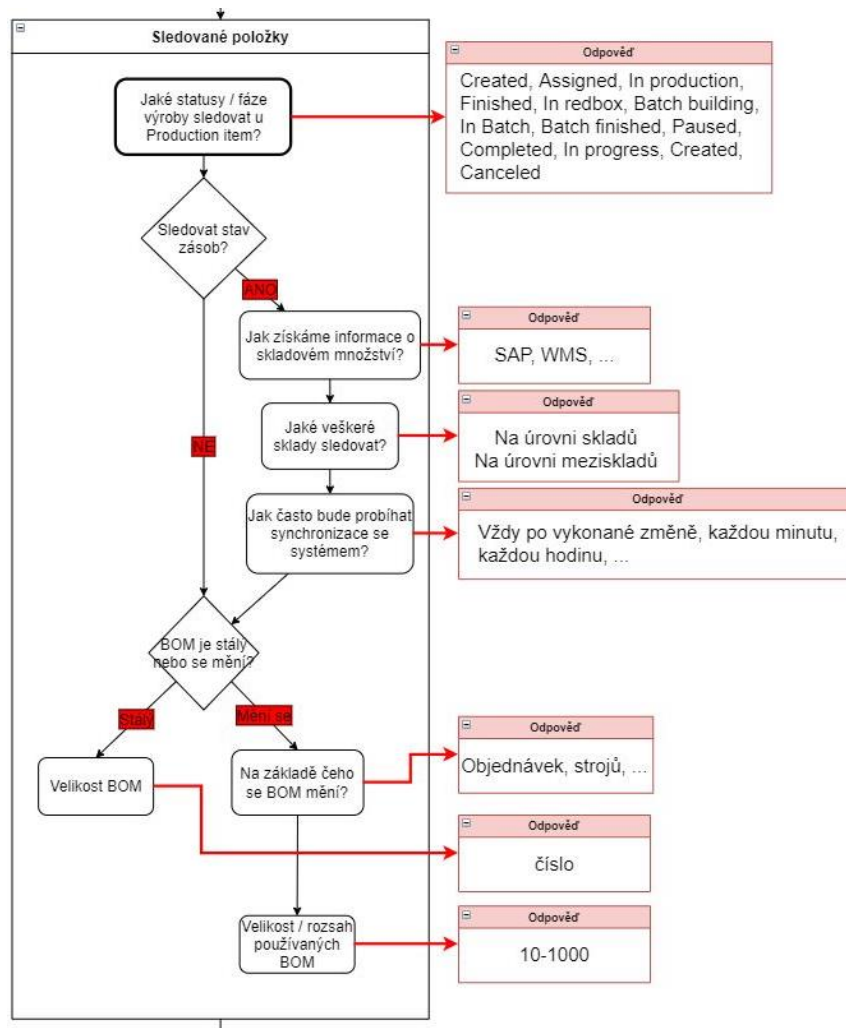 Sledované položky
Jaké statusy / fáze
výroby sledovat u
Production item?
Odpověď
Created, Assigned, In production,
Finished, In redbox, Batch building,
In Batch, Batch finished, Paused,
Completed, In progress, Created,
Canceled
Sledovat stav
zásob?
ANO
Jak získáme informace o
skladovém množství?
Odpověď
SAP, WMS, ...
Jaké veškeré
sklady sledovat?
Odpověď
Na úrovni skladů
Na úrovni meziskladů
NE
Jak často bude probíhat
synchronizace se
systémem?
Odpověď
Vždy po vykonané změně, každou minutu,
každou hodinu, ...
BOM je stálý
nebo se mění?
Stálý
Mění se
Velikost BOM
Na základě čeho
se BOM mění?
Odpověď
Objednávek, strojů, ...
Odpověď
číslo
Velikost / rozsah
používaných
BOM
Odpověď
10-1000